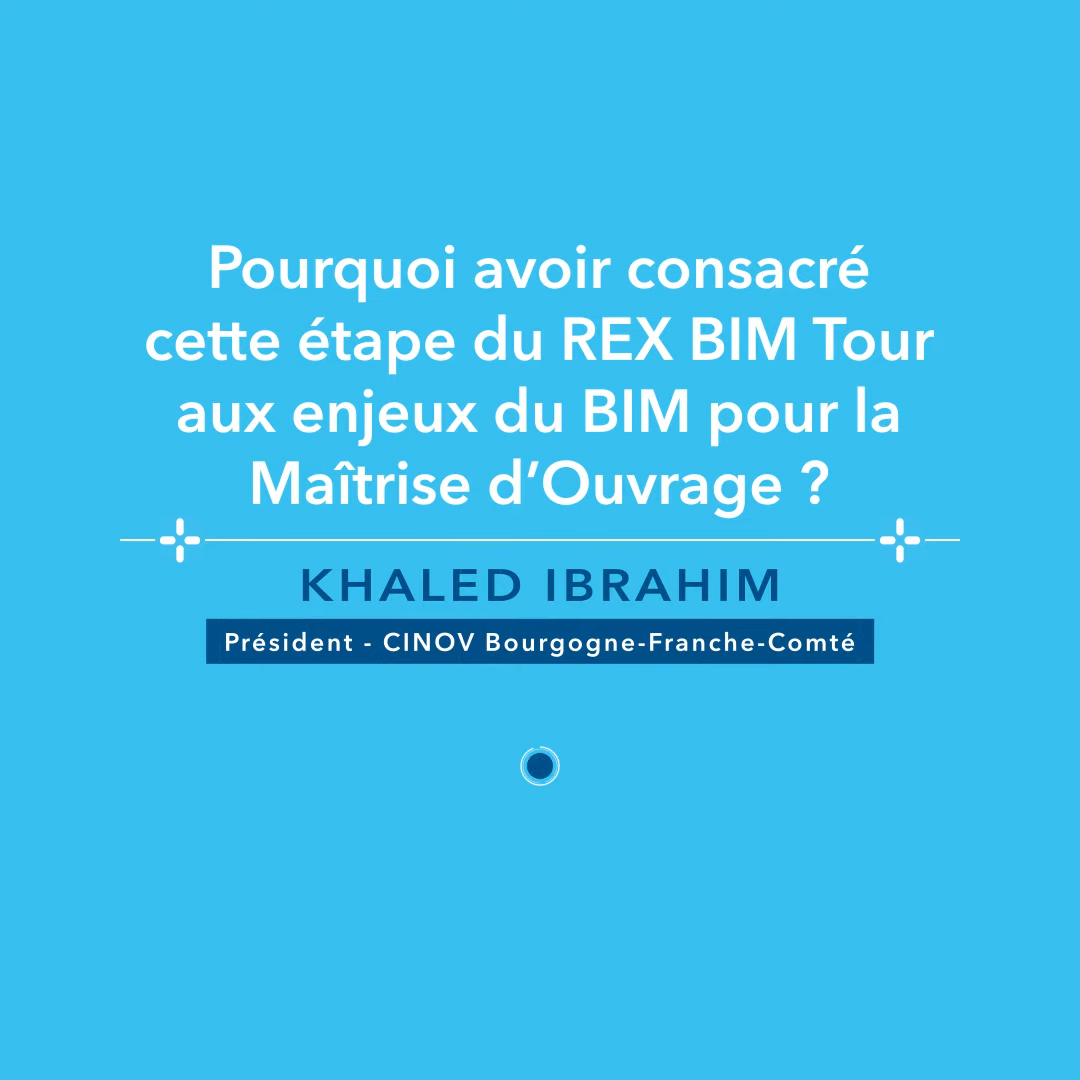 Pourquoi avoir consacré
cette étape du REX BIM Tour
aux enjeux du BIM pour la
Maîtrise d’Ouvrage ?
KHALED IBRAHIM
Président - CINOV Bourgogne-Franche-Comté